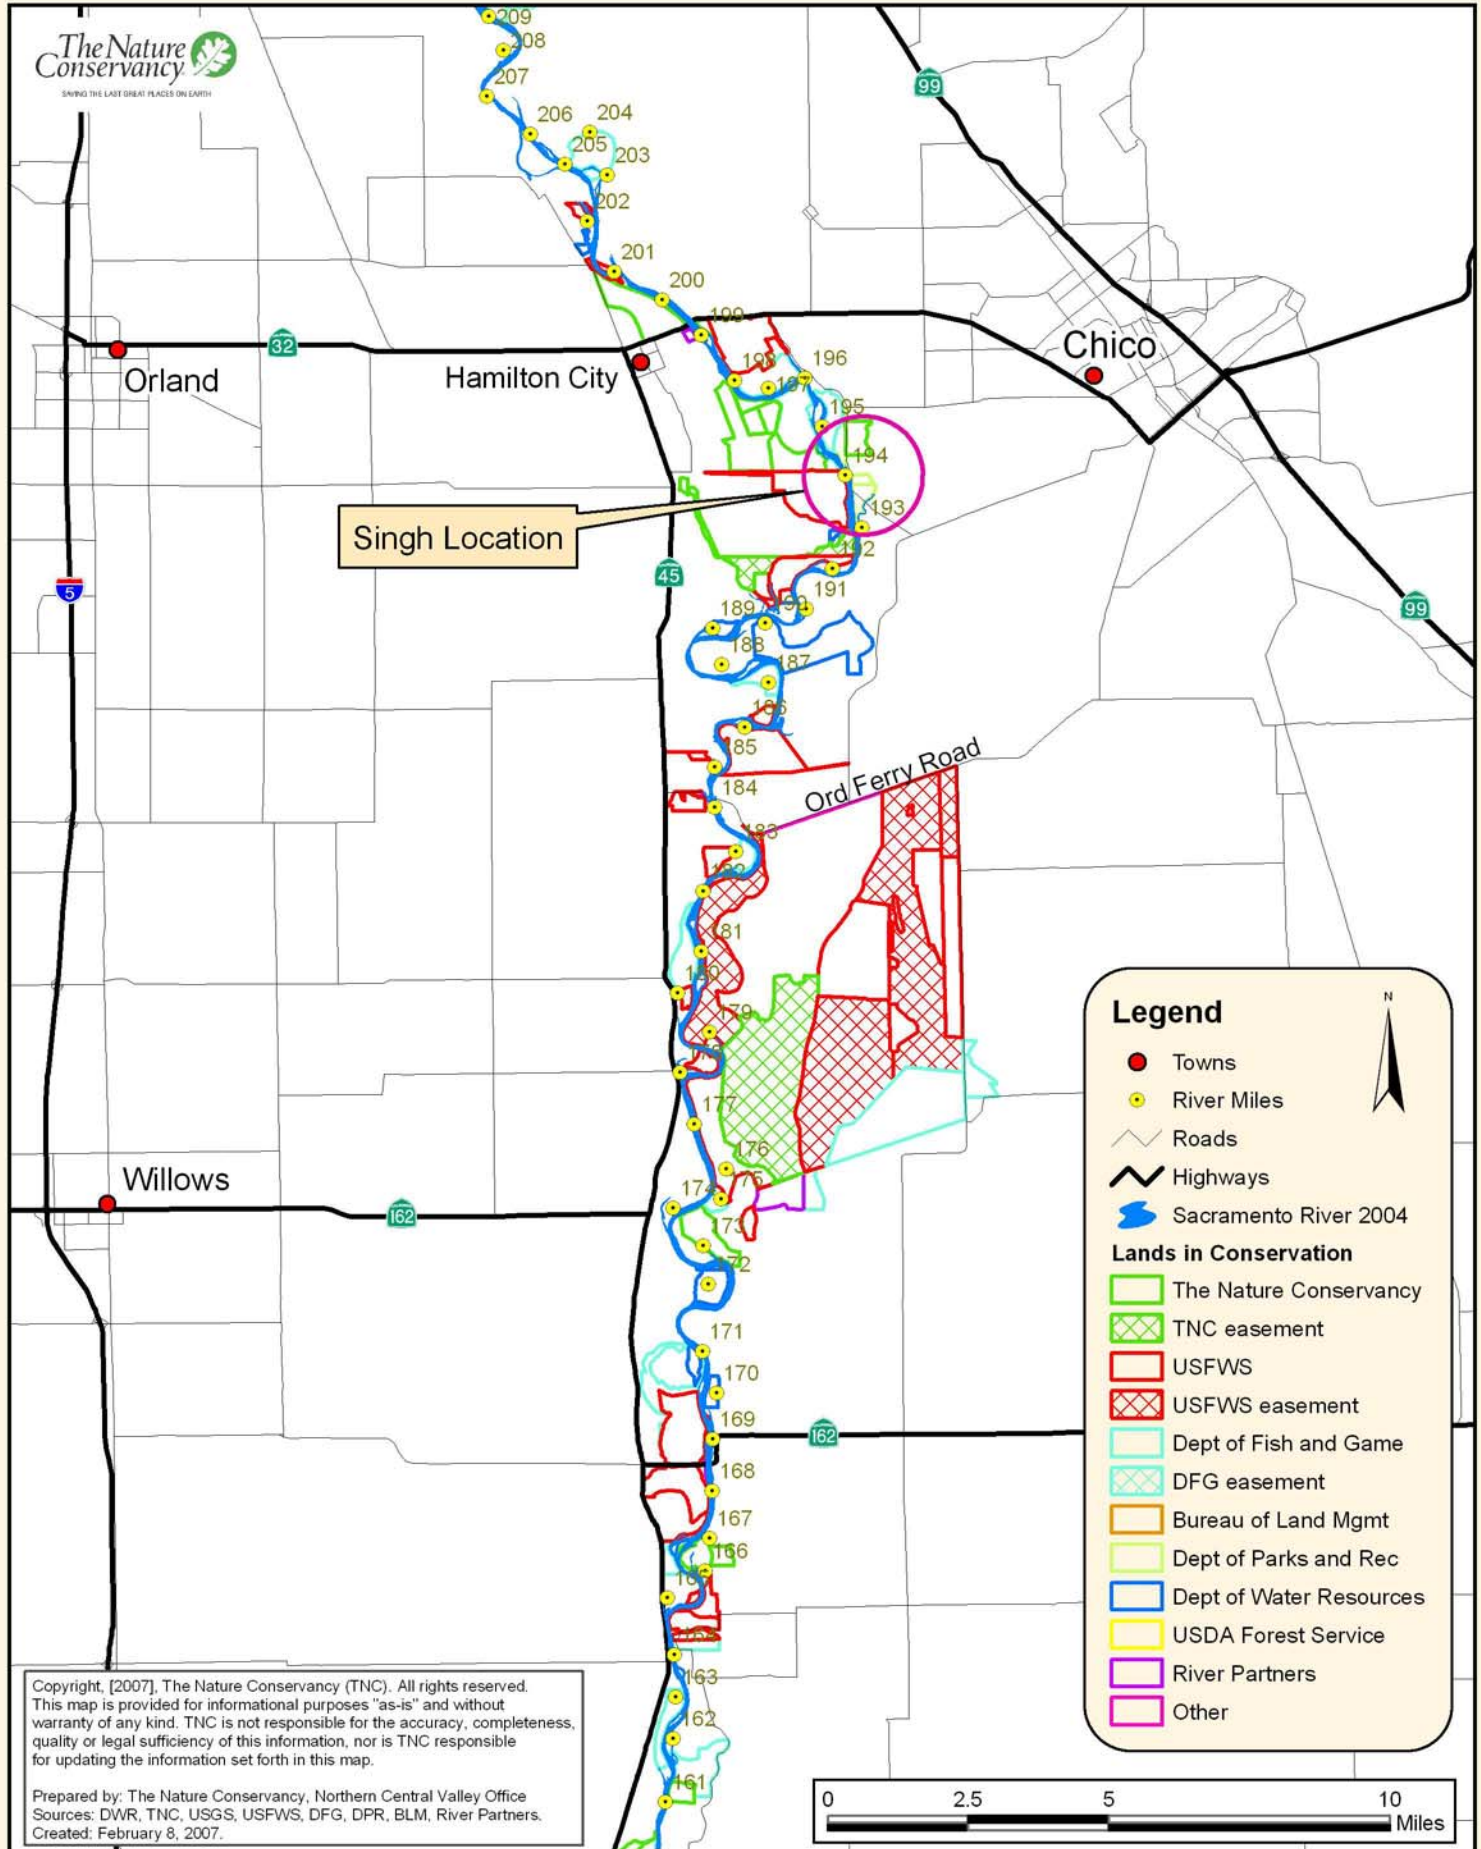 The Nature
Conservancy
SAVING THE LAST GREAT PLACES ON EARTH
209
208
207
206
204
205
203
202
201
200
199
99
32
Orland
Hamilton City
Chico
198
196
197
195
194
193
192
Singh Location
45
5
99
191
189
190
188
187
186
185
184
Ord Ferry Road
183
182
181
180
179
178
177
176
175
174
173
172
Willows
162
171
170
169
162
168
167
166
165
164
163
162
161
Legend
N
Towns
River Miles
Roads
Highways
Sacramento River 2004
Lands in Conservation
The Nature Conservancy
TNC easement
USFWS
USFWS easement
Dept of Fish and Game
DFG easement
Bureau of Land Mgmt
Dept of Parks and Rec
Dept of Water Resources
USDA Forest Service
River Partners
Other
Copyright, [2007], The Nature Conservancy (TNC). All rights reserved.
This map is provided for informational purposes "as-is" and without
warranty of any kind. TNC is not responsible for the accuracy, completeness,
quality or legal sufficiency of this information, nor is TNC responsible
for updating the information set forth in this map.
Prepared by: The Nature Conservancy, Northern Central Valley Office
Sources: DWR, TNC, USGS, USFWS, DFG, DPR, BLM, River Partners.
Created: February 8, 2007.
0 2.5 5 10
Miles